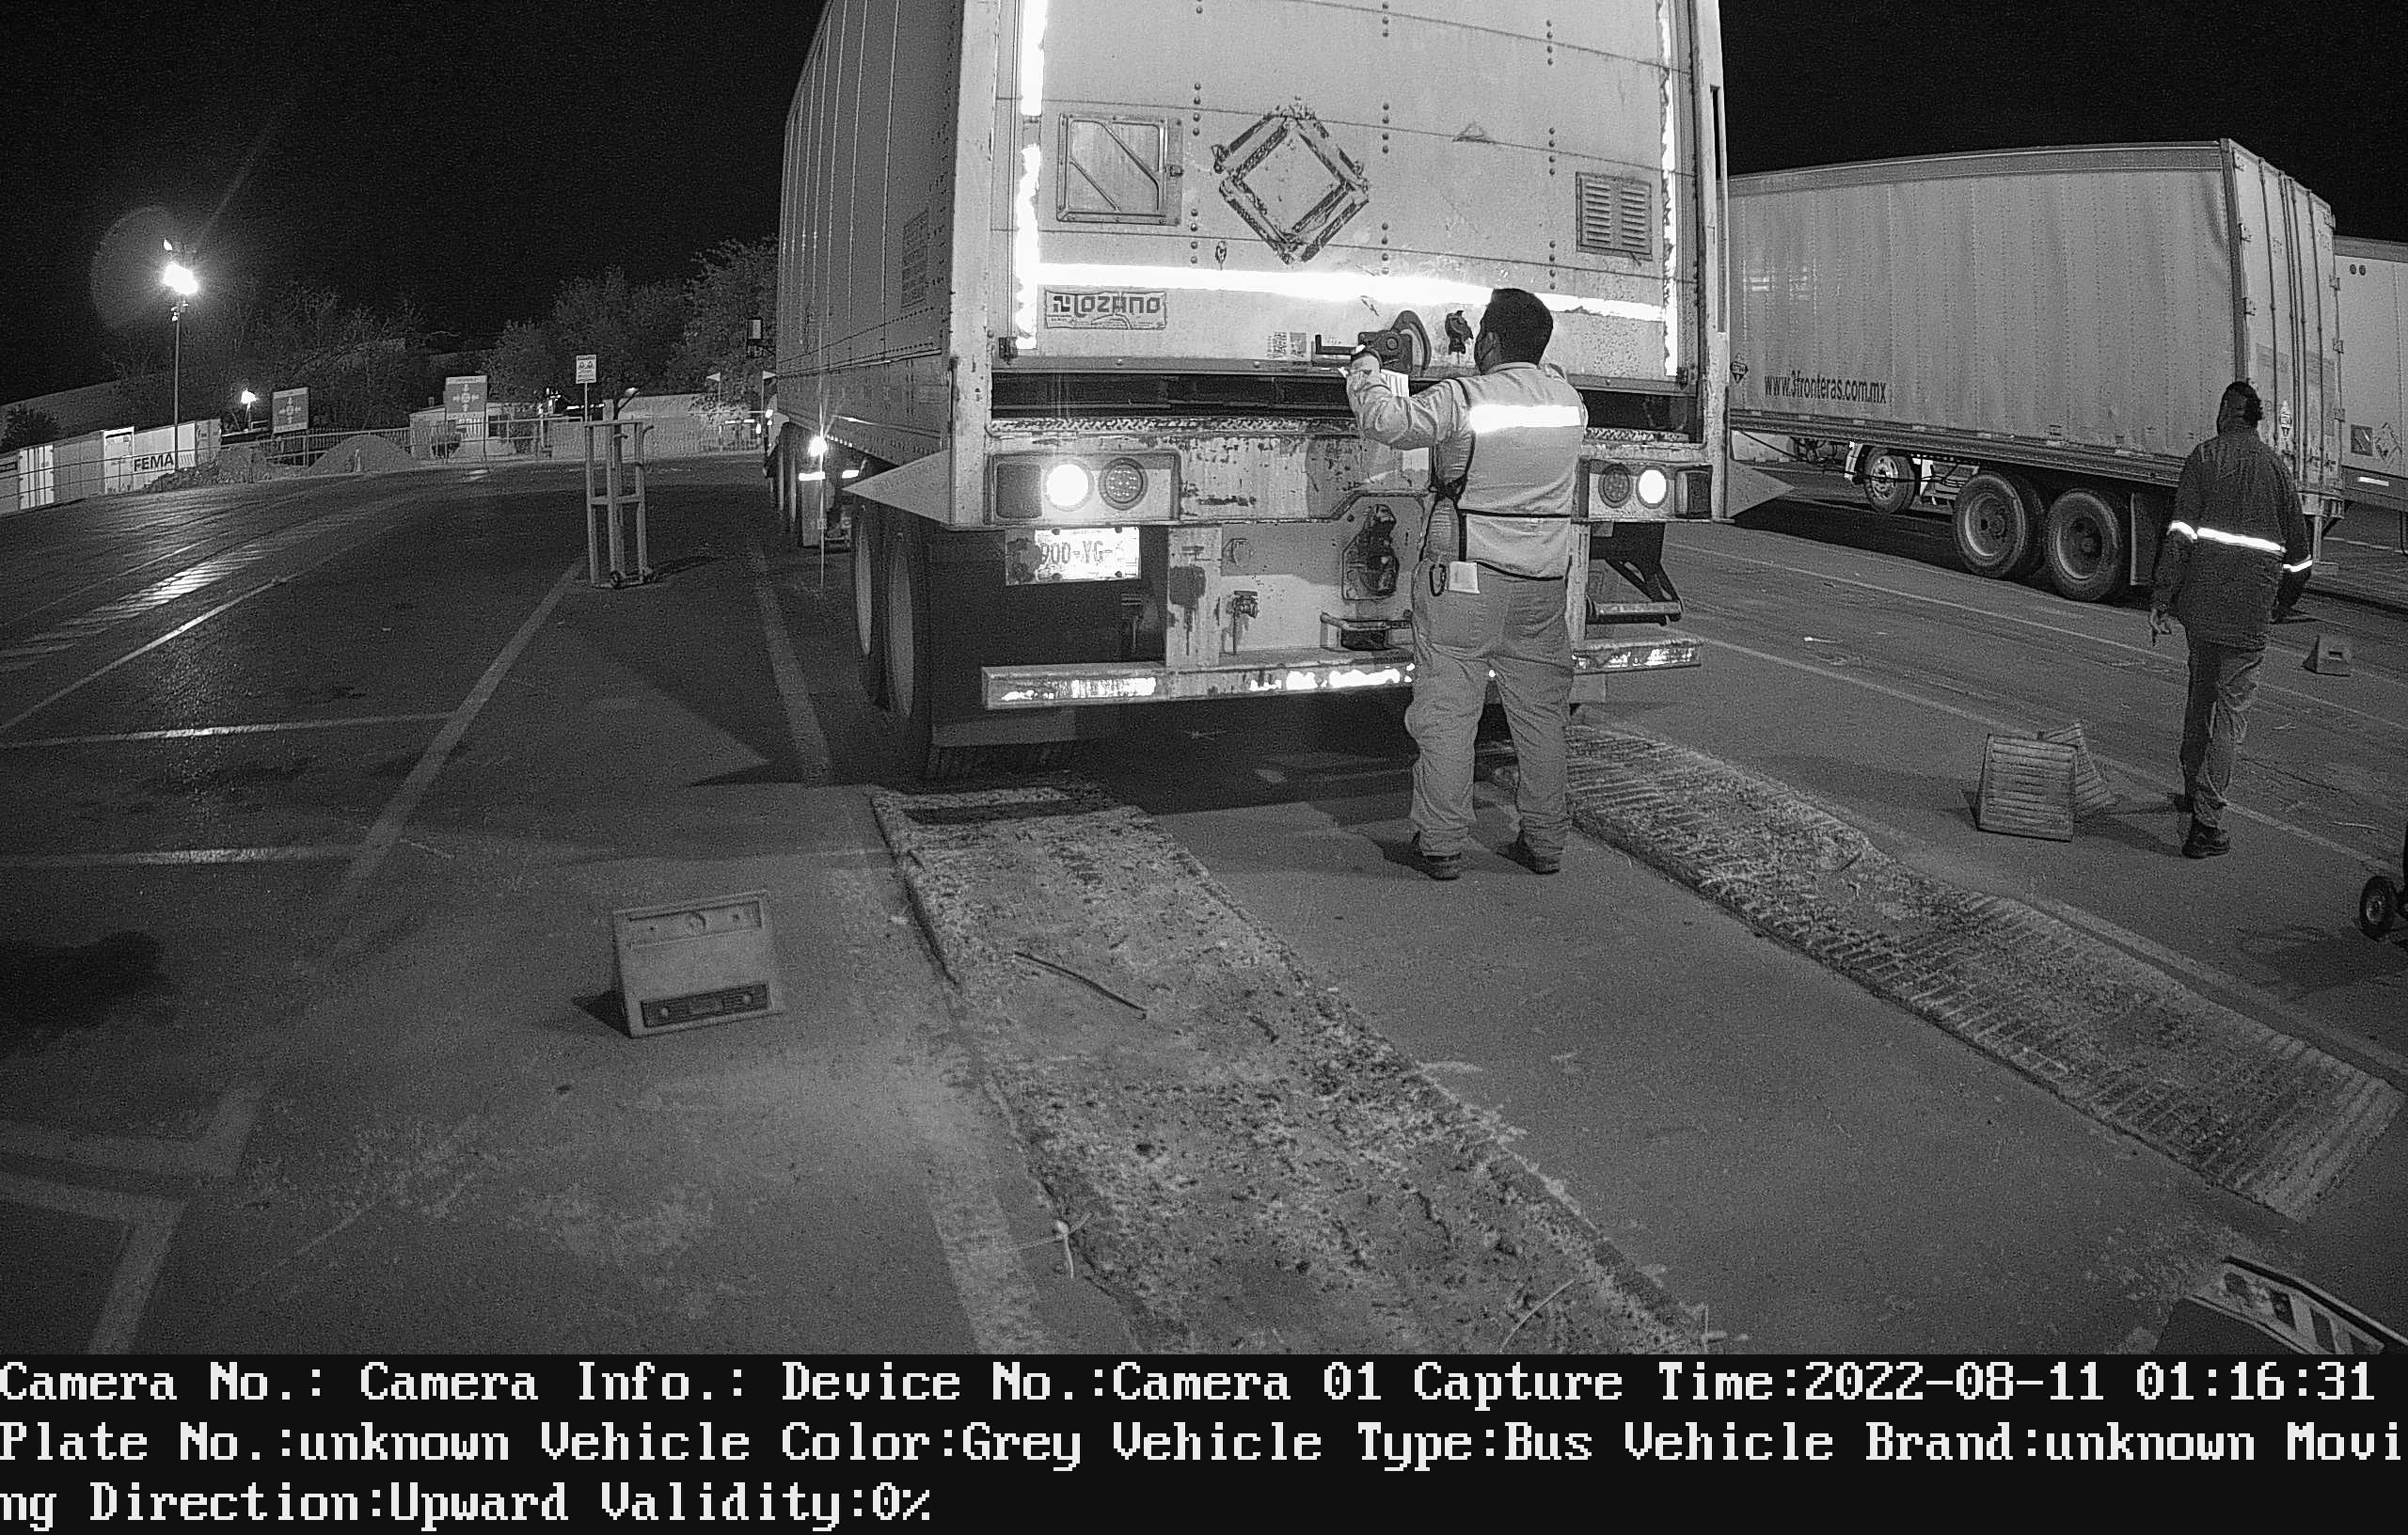 FEMA
LOZANO
www.3fronteras.com.mx
900-YG-
Camera No.: Camera Info.: Device No.:Camera 01 Capture Time:2022-08-11 01:16:31
Plate No.:unknown Vehicle Color:Grey Vehicle Type:Bus Vehicle Brand:unknown Movi
ng Direction:Upward Validity:0%